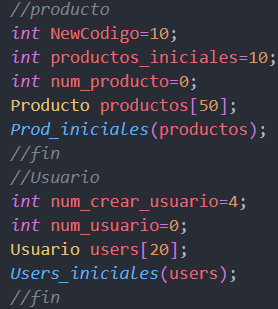 //producto
int NewCodigo=10;
int productos_iniciales=10;
int num_producto=0;
Producto productos[50];
Prod_iniciales(productos);
//fin
//Usuario
int num_crear_usuario=4;
int num_usuario=0;
Usuario users[20];
Users_iniciales(users);
//fin